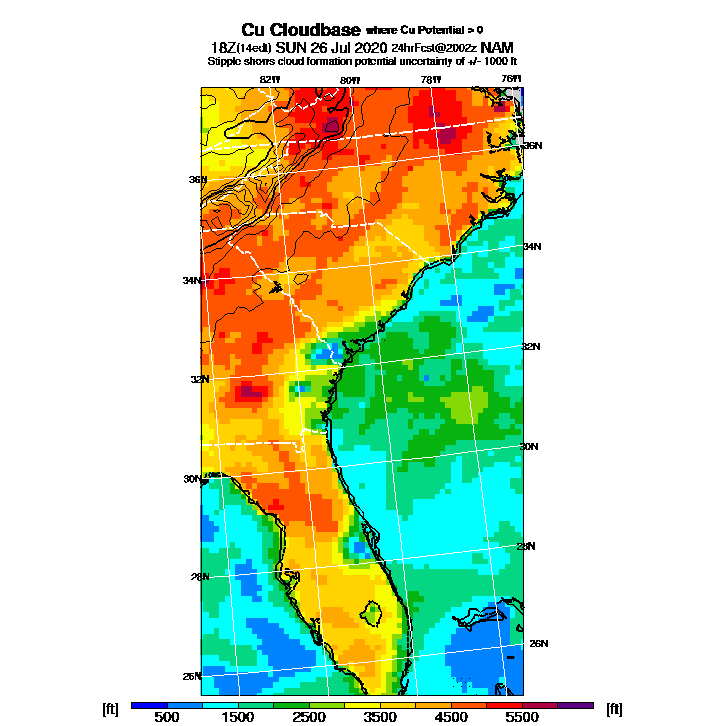 Cu Cloudbase where Cu Potential > 0
18Z(14edt) SUN 26 Jul 2020 24hrFcst@2002z NAM
Stipple shows cloud formation potential uncertainty of +/- 1000 ft
82W 80W 78W 76W
36N
36N
34N
34N
32N
32N
30N
30N
28N
28N
26N
26N
[ft] [ft]
500 1500 2500 3500 4500 5500